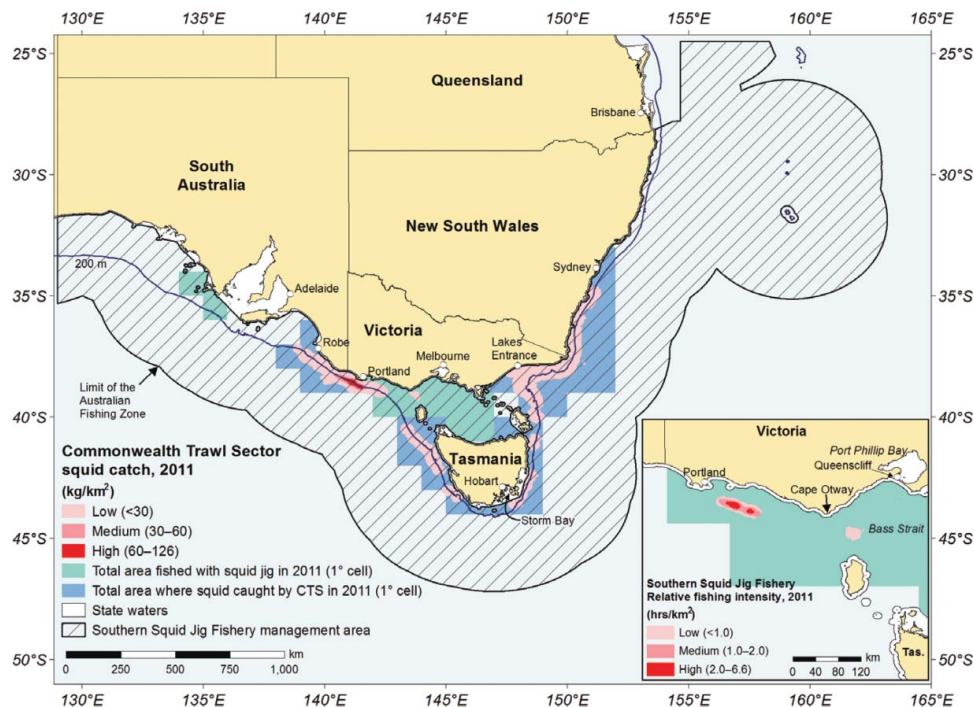 130°E 135°E 140°E 145°E 150°E 155°E 160°E 165°E
25°S 25°S
Queensland
Brisbane
30°S 30°S
South
Australia
New South Wales
200 m
Sydney
35°S 35°S
Adelaide
Victoria
Robe
Melbourne
Lakes
Entrance
Portland
Limit of the
Australian
Fishing Zone
40°S 40°S
Tasmania
Hobart
Storm Bay
45°S
50°S 50°S
Commonwealth Trawl Sector
squid catch, 2011
(kg/km²)
Low (<30)
Medium (30–60)
High (60–126)
Total area fished with squid jig in 2011 (1° cell)
Total area where squid caught by CTS in 2011 (1° cell)
State waters
Southern Squid Jig Fishery management area
km
0 250 500 750 1,000
Victoria
Port Phillip Bay
Queenscliff
Portland
Cape Otway
Bass Strait
45°S
Southern Squid Jig Fishery
Relative fishing intensity, 2011
(hrs/km²)
Low (<1.0)
Medium (1.0–2.0)
High (2.0–6.6)
km
0 40 80 120
Tas.
130°E 135°E 140°E 145°E 150°E 155°E 160°E 165°E